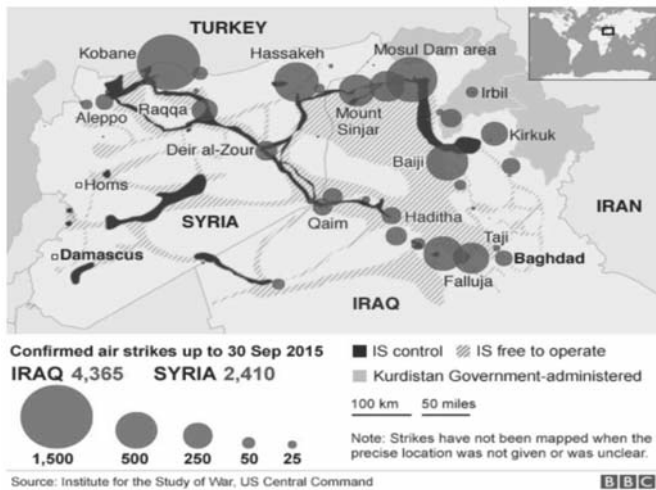 TURKEY
Kobane
Hassakeh
Mosul Dam area
Irbil
Aleppo
Raqqa
Mount
Sinjar
Kirkuk
Deir al-Zour
Baiji
Homs
SYRIA
Qaim
Haditha
IRAN
Taji
Damascus
Baghdad
Falluja
IRAQ
Confirmed air strikes up to 30 Sep 2015
IRAQ 4,365 SYRIA 2,410
1,500 500 250 50 25
IS control IS free to operate
Kurdistan Government-administered
100 km 50 miles
Note: Strikes have not been mapped when the
precise location was not given or was unclear.
Source: Institute for the Study of War, US Central Command
BBC